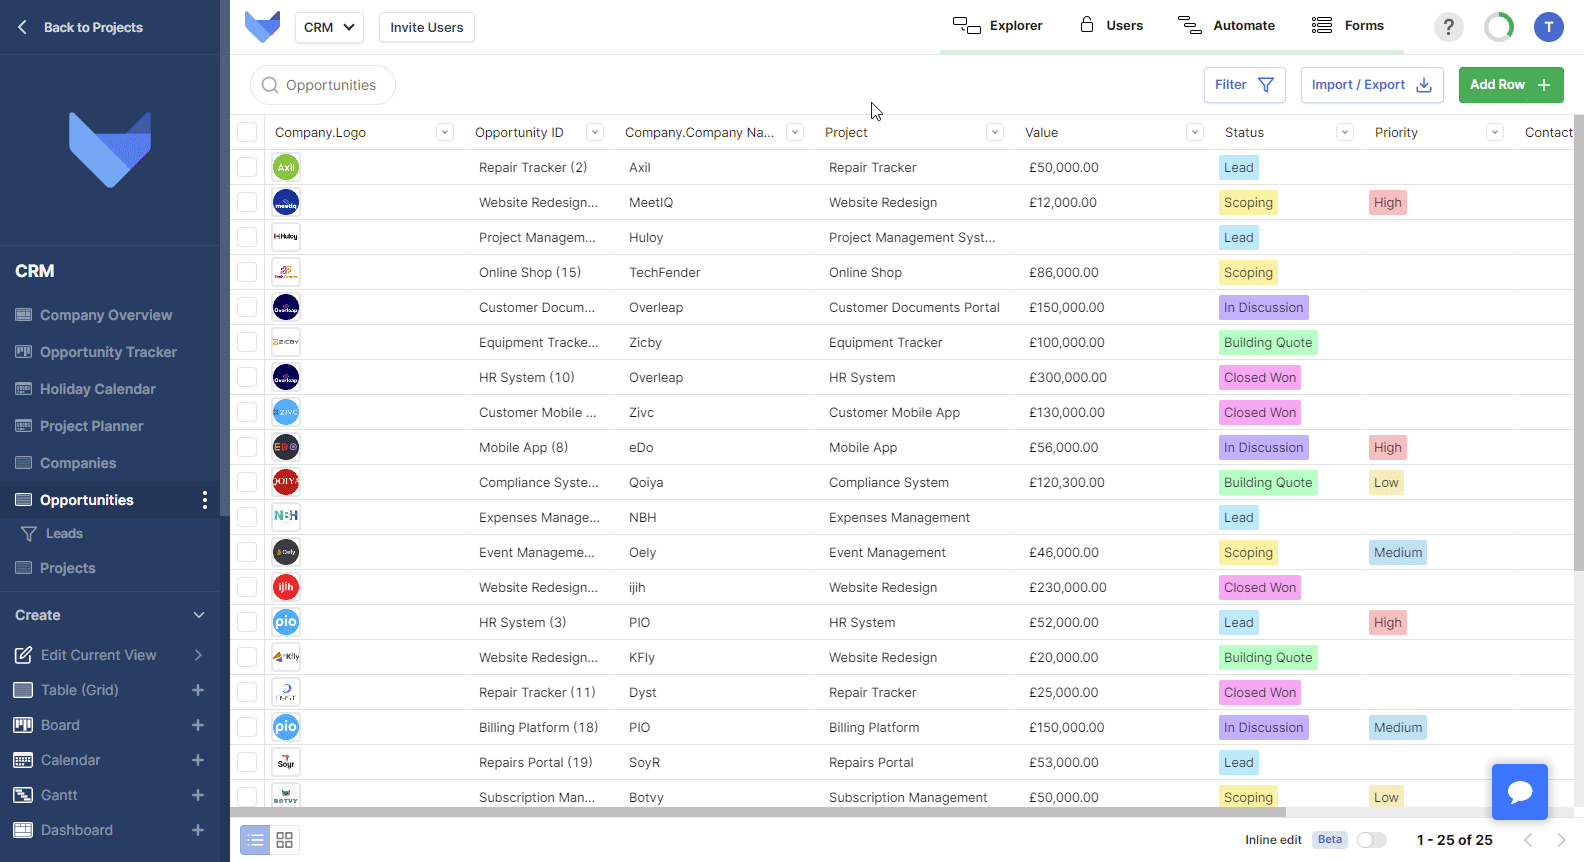 Back to Projects
CRM
Company Overview
Opportunity Tracker
Holiday Calendar
Project Planner
Companies
Opportunities
Leads
Projects
Create
Edit Current View
Table (Grid)
Board
Calendar
Gantt
Dashboard
CRM Invite Users Explorer Users Automate Forms ? T
Opportunities Filter Import / Export Add Row
Company.Logo Opportunity ID Company.Company Na... Project Value Status Priority Contact
Axil Repair Tracker (2) Axil Repair Tracker £50,000.00 Lead
meetiq Website Redesign... MeetIQ Website Redesign £12,000.00 Scoping High
Huloy Project Managem... Huloy Project Management Syst... Lead
TechFender Online Shop (15) TechFender Online Shop £86,000.00 Scoping
Overleap Customer Docum... Overleap Customer Documents Portal £150,000.00 In Discussion
ZICBY Equipment Tracke... Zicby Equipment Tracker £100,000.00 Building Quote
Overleap HR System (10) Overleap HR System £300,000.00 Closed Won
ZIVC Customer Mobile ... Zivc Customer Mobile App £130,000.00 Closed Won
EDO Mobile App (8) eDo Mobile App £56,000.00 In Discussion High
QOIYA Compliance Syste... Qoiya Compliance System £120,300.00 Building Quote Low
NBH Expenses Manage... NBH Expenses Management Lead
Oely Event Manageme... Oely Event Management £46,000.00 Scoping Medium
ijih Website Redesign... ijih Website Redesign £230,000.00 Closed Won
pio HR System (3) PIO HR System £52,000.00 Lead High
Kfly Website Redesign... KFly Website Redesign £20,000.00 Building Quote
DYST Repair Tracker (11) Dyst Repair Tracker £25,000.00 Closed Won
pio Billing Platform (18) PIO Billing Platform £150,000.00 In Discussion Medium
Soyr Repairs Portal (19) SoyR Repairs Portal £53,000.00 Lead
BOTVY Subscription Man... Botvy Subscription Management £50,000.00 Scoping Low
Inline edit Beta 1 - 25 of 25